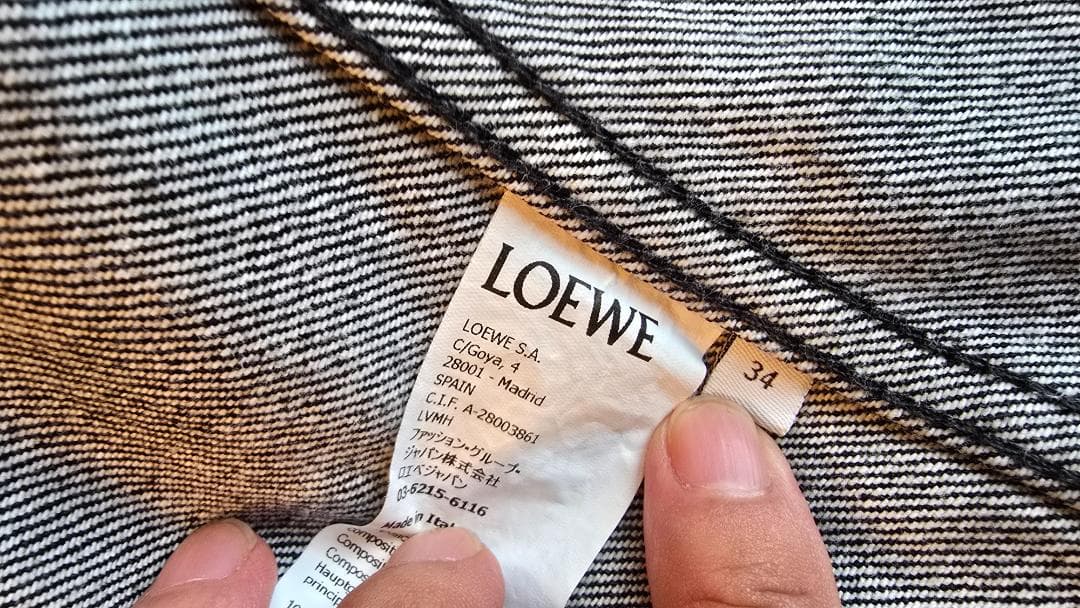 LOEWE
34
LOEWE S.A.
C/Goya, 4
28001 - Madrid
SPAIN
C.I.F. A-28003861
LVMH
ファッション・グループ・
ジャパン株式会社
ロエベジャパン
03-6215-6116
Made in